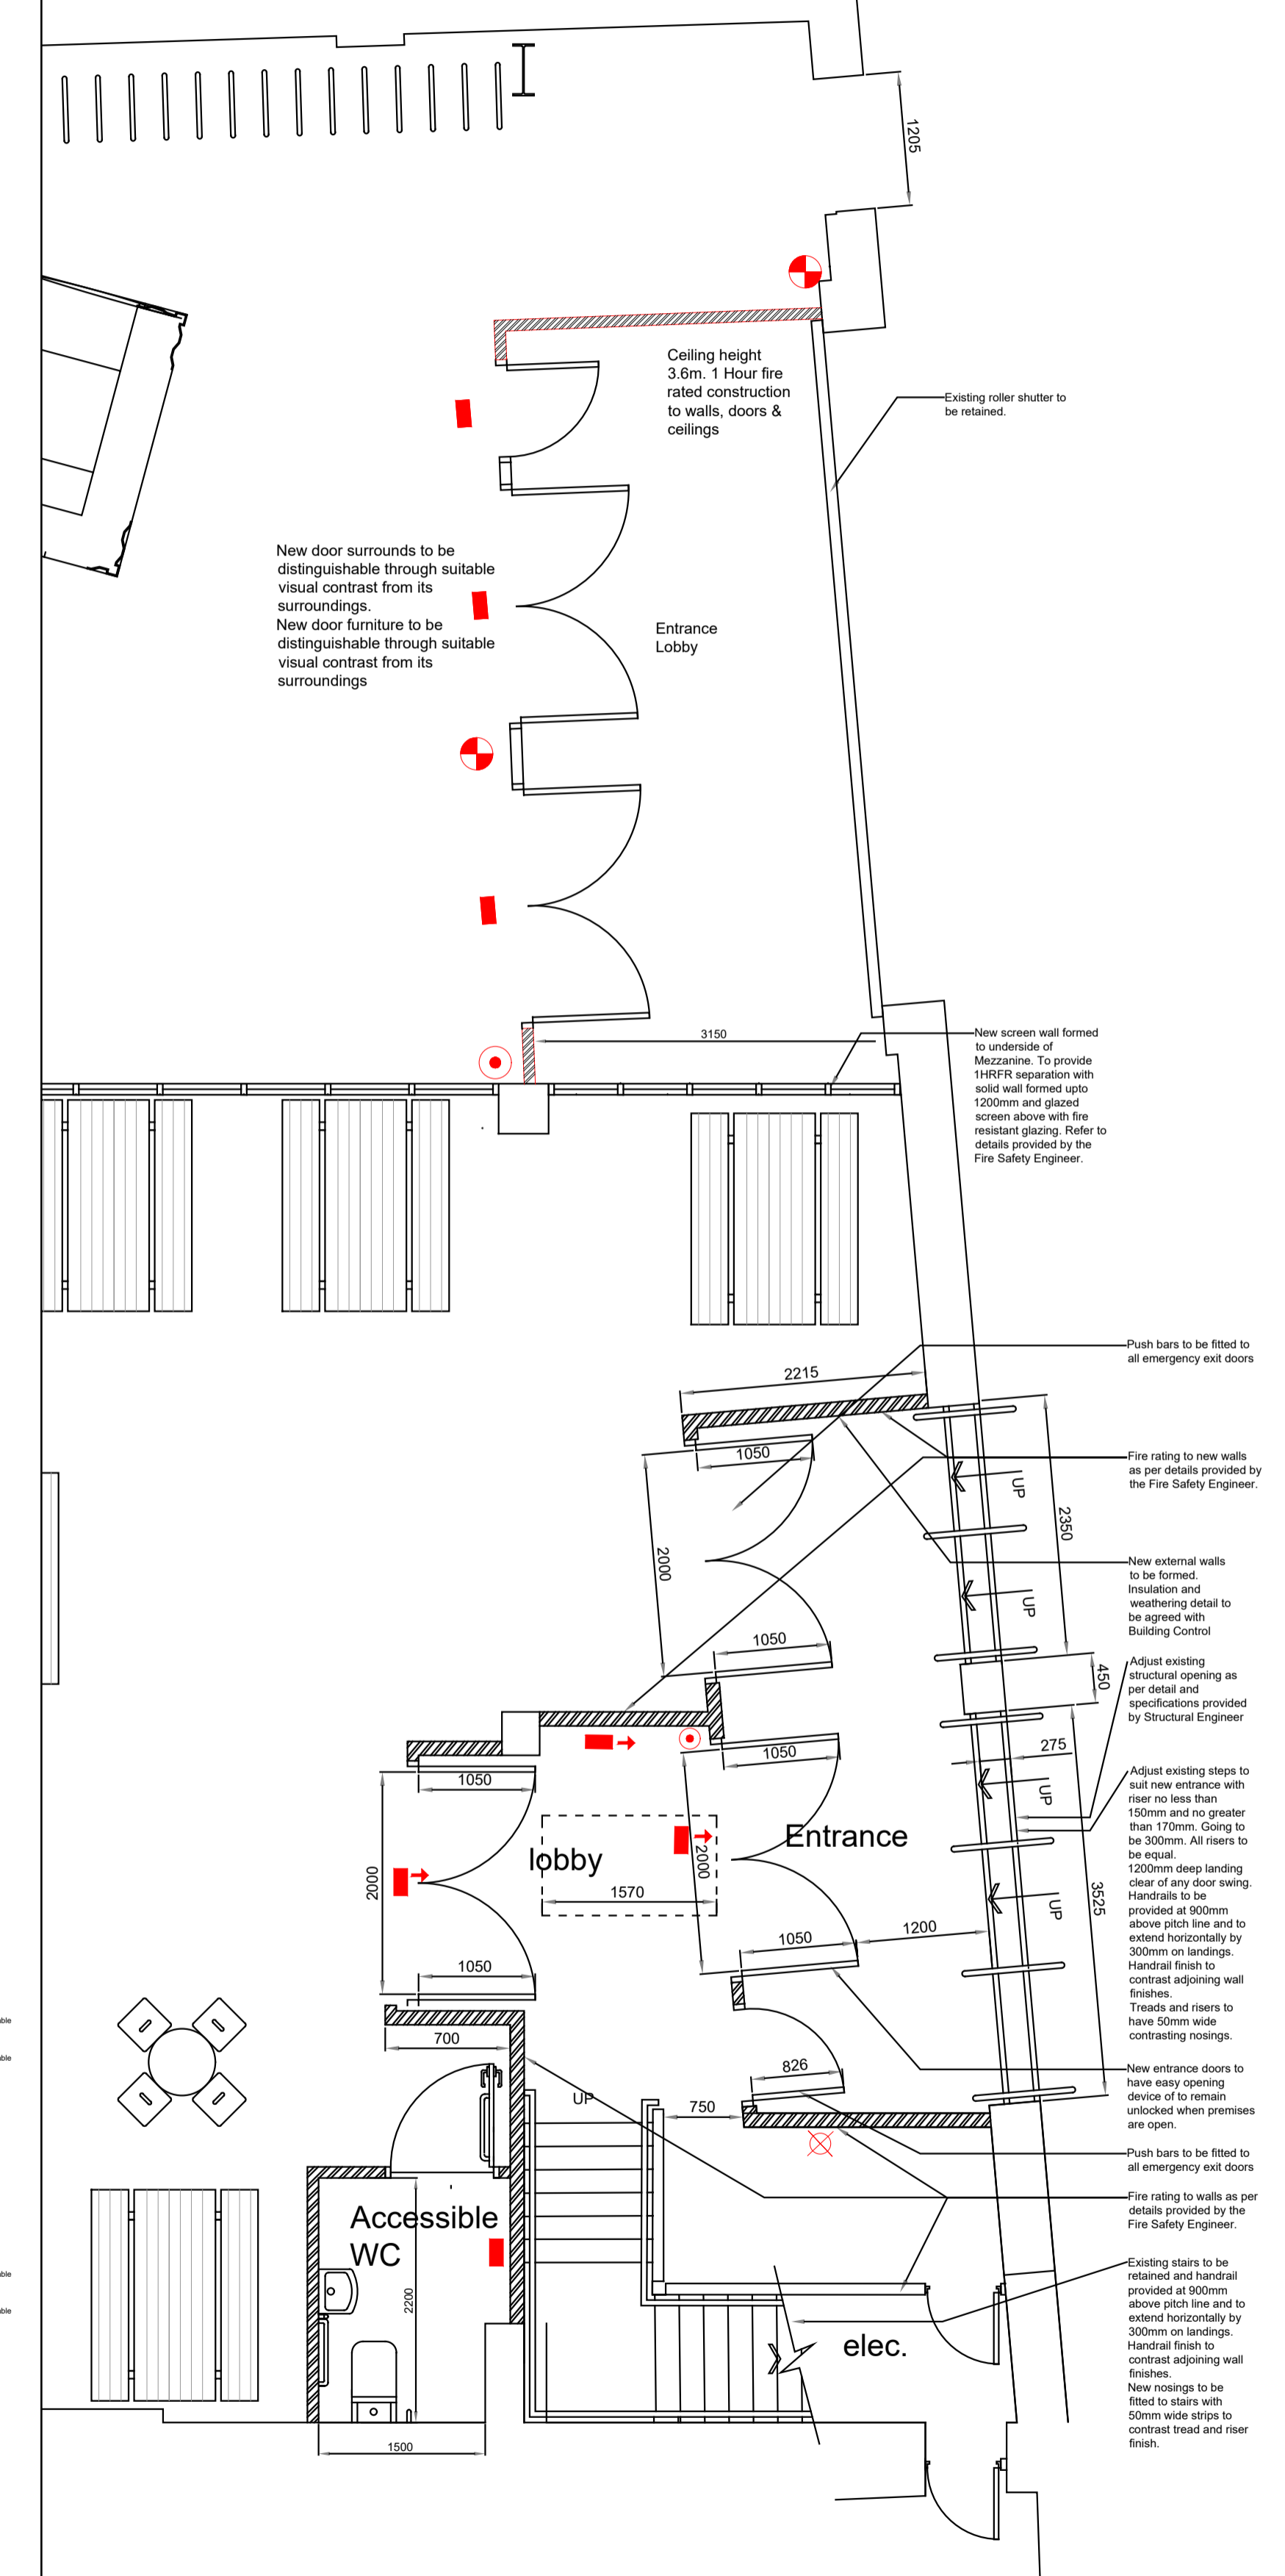 1205
Ceiling height
3.6m. 1 Hour fire
rated construction
to walls, doors &
ceilings
Existing roller shutter to
be retained.
New door surrounds to be
distinguishable through suitable
visual contrast from its
surroundings.
New door furniture to be
distinguishable through suitable
visual contrast from its
surroundings
Entrance
Lobby
3150
New screen wall formed
to underside of
Mezzanine. To provide
1HRFR separation with
solid wall formed upto
1200mm and glazed
screen above with fire
resistant glazing. Refer to
details provided by the
Fire Safety Engineer.
Push bars to be fitted to
all emergency exit doors
2215
1050
Fire rating to new walls
as per details provided by
the Fire Safety Engineer.
UP
2350
2000
New external walls
to be formed.
Insulation and
weathering detail to
be agreed with
Building Control
UP
1050
Adjust existing
structural opening as
per detail and
specifications provided
by Structural Engineer
450
1050
275
1050
UP
Adjust existing steps to
suit new entrance with
riser no less than
150mm and no greater
than 170mm. Going to
be 300mm. All risers to
be equal.
1200mm deep landing
clear of any door swing.
Handrails to be
provided at 900mm
above pitch line and to
extend horizontally by
300mm on landings.
Handrail finish to
contrast adjoining wall
finishes.
Treads and risers to
have 50mm wide
contrasting nosings.
Entrance
lobby
2000
2000
1570
UP
3525
1050
1200
1050
able
700
able
826
New entrance doors to
have easy opening
device of to remain
unlocked when premises
are open.
UP
750
Push bars to be fitted to
all emergency exit doors
Fire rating to walls as per
details provided by the
Fire Safety Engineer.
Accessible
WC
2200
able
able
Existing stairs to be
retained and handrail
provided at 900mm
above pitch line and to
extend horizontally by
300mm on landings.
Handrail finish to
contrast adjoining wall
finishes.
New nosings to be
fitted to stairs with
50mm wide strips to
contrast tread and riser
finish.
elec.
1500